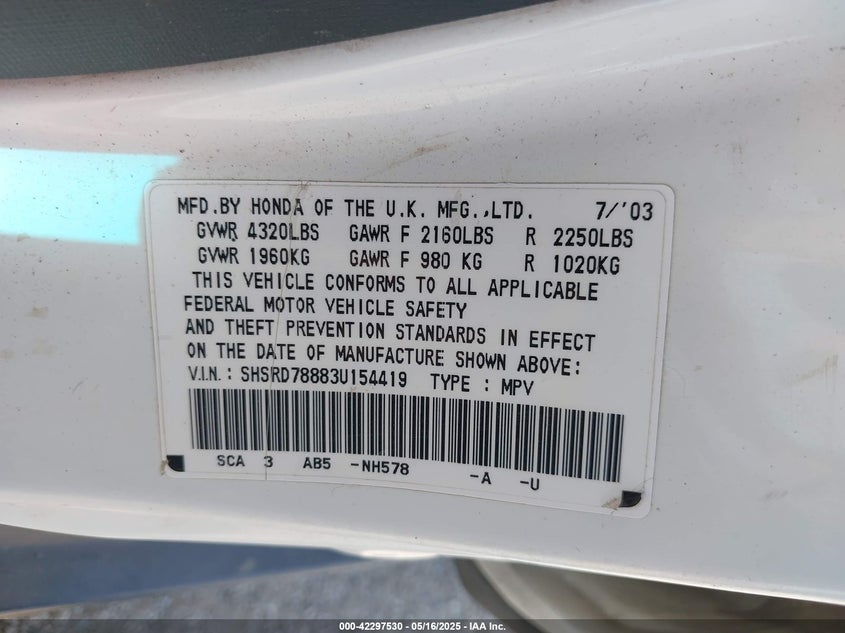 MFD.BY HONDA OF THE U.K. MFG.,LTD. 7/'03
GVWR 4320LBS GAWR F 2160LBS R 2250LBS
GVWR 1960KG GAWR F 980 KG R 1020KG
THIS VEHICLE CONFORMS TO ALL APPLICABLE
FEDERAL MOTOR VEHICLE SAFETY
AND THEFT PREVENTION STANDARDS IN EFFECT
ON THE DATE OF MANUFACTURE SHOWN ABOVE:
V.I.N.: SHSRD78883U154419 TYPE : MPV
SCA 3 AB5 -NH578 -A -U
000-42297530 - 05/16/2025 - IAA Inc.